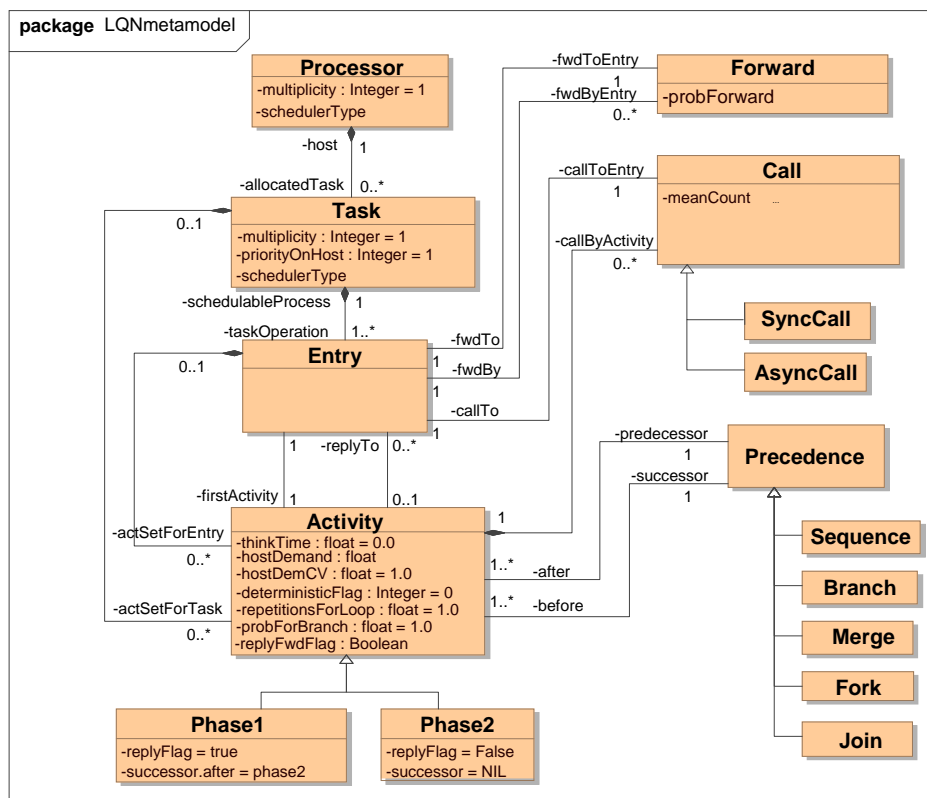 package LQNmetamodel
Processor
-multiplicity : Integer = 1
-schedulerType
-host
1
-allocatedTask
0..*
Task
-multiplicity : Integer = 1
-priorityOnHost : Integer = 1
-schedulerType
0..1
-schedulableProcess
1
-taskOperation
1..*
Entry
0..1
-fwdToEntry
1
-fwdByEntry
0..*
Forward
-probForward
-callToEntry
1
-callByActivity
0..*
Call
-meanCount ...
SyncCall
AsyncCall
-fwdTo
1
-fwdBy
1
-callTo
1
1
-replyTo
0..*
-firstActivity
1
0..1
-actSetForEntry
0..*
-actSetForTask
0..*
Activity
-thinkTime : float = 0.0
-hostDemand : float
-hostDemCV : float = 1.0
-deterministicFlag : Integer = 0
-repetitionsForLoop : float = 1.0
-probForBranch : float = 1.0
-replyFwdFlag : Boolean
1
1..*
-after
1..*
-before
-predecessor
1
-successor
1
Precedence
Sequence
Branch
Merge
Fork
Join
Phase1
-replyFlag = true
-successor.after = phase2
Phase2
-replyFlag = False
-successor = NIL